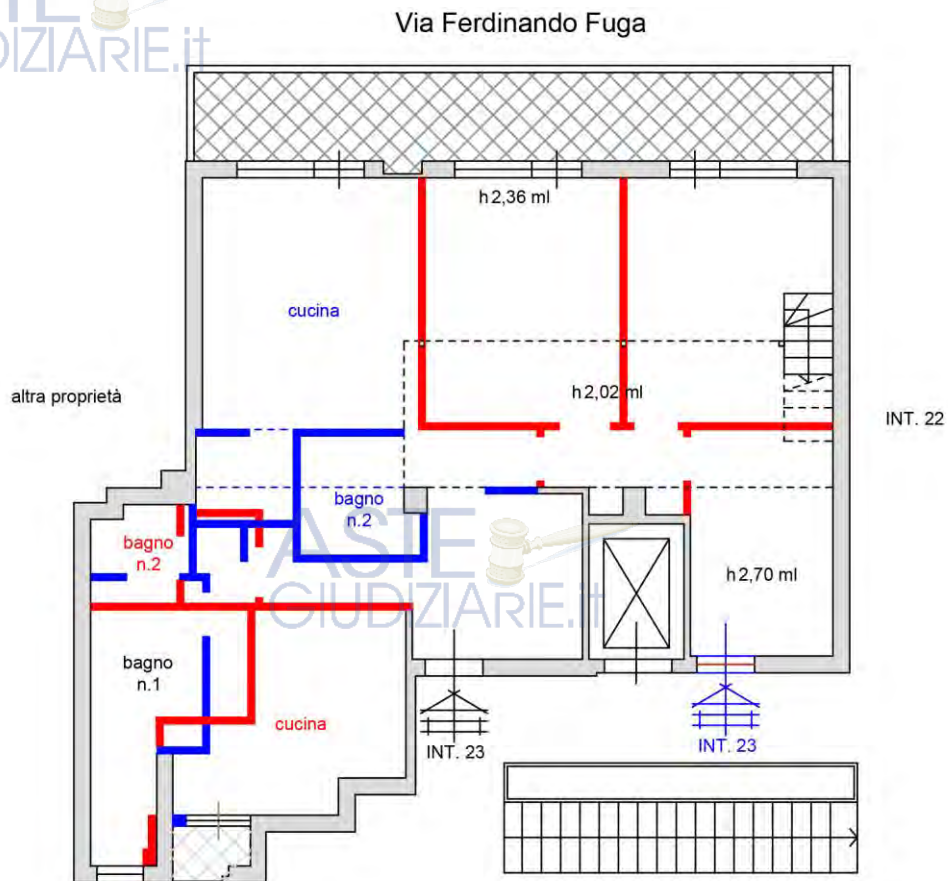 Via Ferdinando Fuga
ASTE
GIUDIZIARIE.it
h 2,36 ml
cucina
h 2,02 ml
altra proprietà
INT. 22
bagno
n.2
ASTE
GIUDIZIARIE.it
bagno
n.2
h 2,70 ml
bagno
n.1
cucina
INT. 23
INT. 23